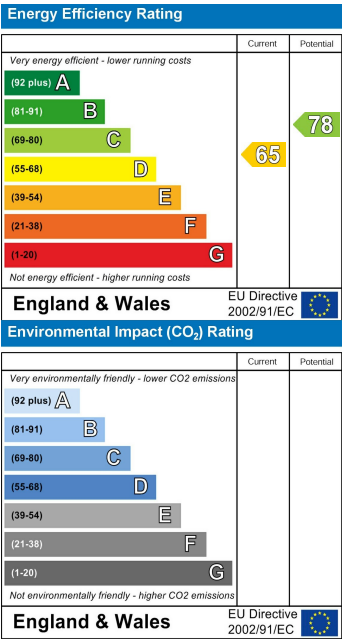 Energy Efficiency Rating
Current Potential
Very energy efficient - lower running costs
(92 plus) A
(81-91) B
(69-80) C
(55-68) D
(39-54) E
(21-38) F
(1-20) G
65
78
Not energy efficient - higher running costs
England & Wales
EU Directive
2002/91/EC
Environmental Impact (CO₂) Rating
Current Potential
Very environmentally friendly - lower CO2 emissions
(92 plus) A
(81-91) B
(69-80) C
(55-68) D
(39-54) E
(21-38) F
(1-20) G
Not environmentally friendly - higher CO2 emissions
England & Wales
EU Directive
2002/91/EC